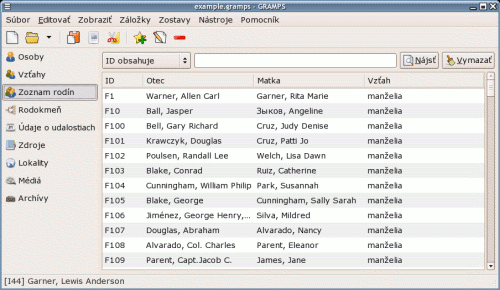 example.gramps - GRAMPS
Súbor Editovať Zobraziť Záložky Zostavy Nástroje Pomocník
Osoby
Vzťahy
Zoznam rodín
Rodokmeň
Údaje o udalostiach
Zdroje
Lokality
Médiá
Archívy
ID obsahuje Nájsť Vymazať
ID Otec Matka Vzťah
F1 Warner, Allen Carl Garner, Rita Marie manželia
F10 Ball, Jasper Зыков, Angeline manželia
F100 Bell, Gary Richard Cruz, Judy Denise manželia
F101 Krawczyk, Douglas Cruz, Patti Jo manželia
F102 Poulsen, Randall Lee Welch, Lisa Dawn manželia
F103 Blake, Conrad Ruiz, Catherine manželia
F104 Cunningham, William Philip Park, Susannah manželia
F105 Blake, George Cunningham, Sally Sarah manželia
F106 Jiménez, George Henry,... Silva, Mildred manželia
F107 Douglas, Abraham Alvarado, Nancy manželia
F108 Alvarado, Col. Charles Parent, Eleanor manželia
F109 Parent, Capt.Jacob C. James, Jane manželia
[I44] Garner, Lewis Anderson